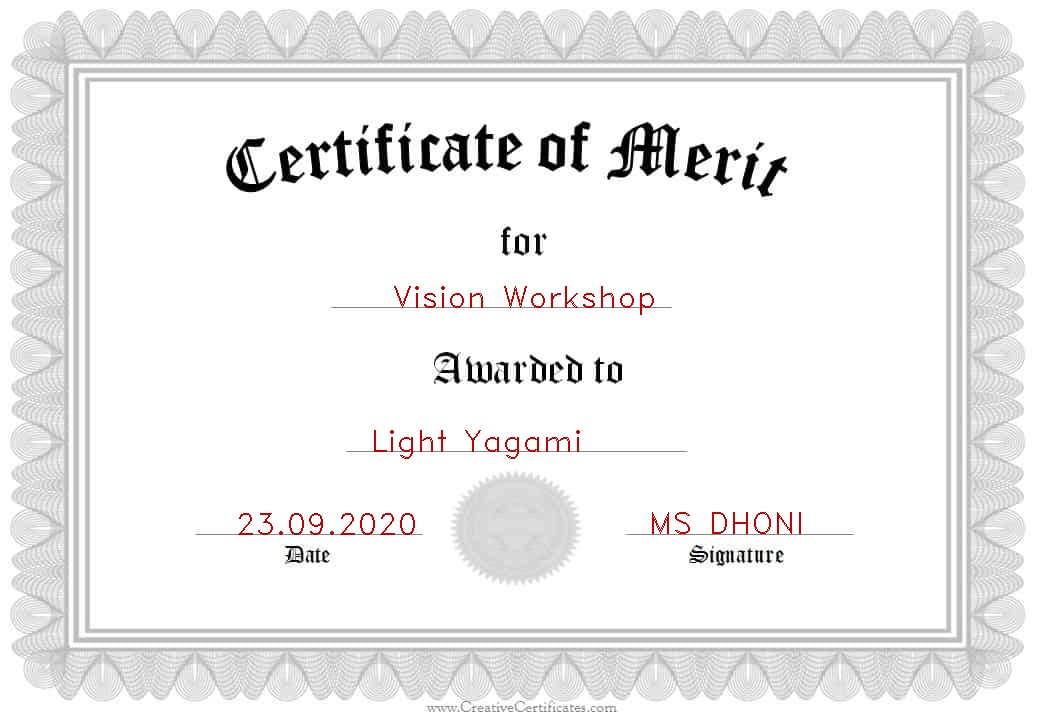 Certificate of Merit
for
Vision Workshop
Awarded to
Light Yagami
23.09.2020 MS DHONI
Date Signature
www.CreativeCertificates.com